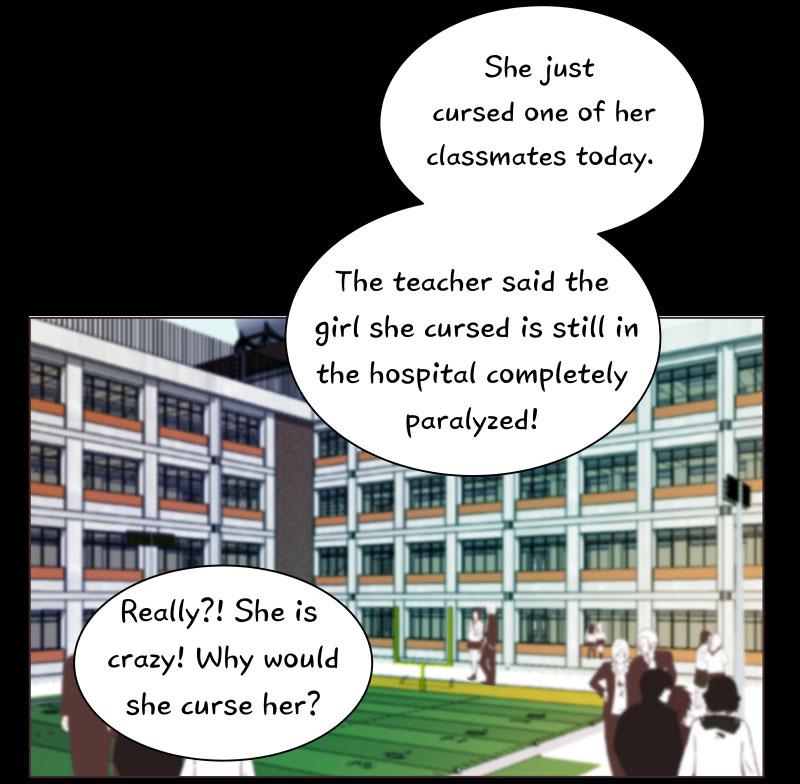 She just
cursed one of her
classmates today.
The teacher said the
girl she cursed is still in
the hospital completely
paralyzed!
Really?! She is
crazy! Why would
she curse her?